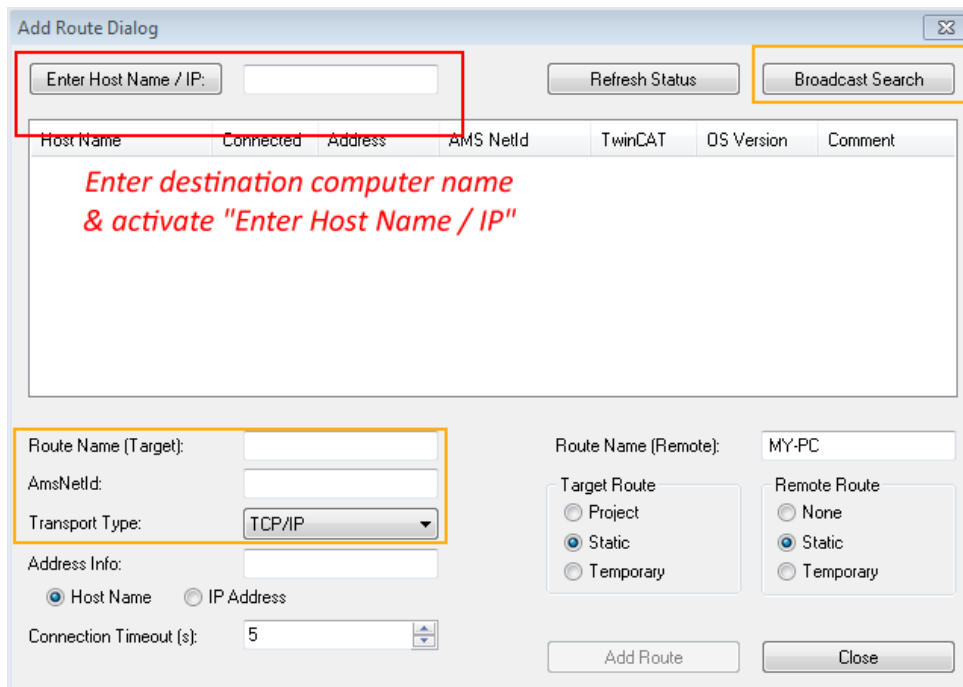 Add Route Dialog
Enter Host Name / IP:
Refresh Status
Broadcast Search
Host Name Connected Address AMS NetId TwinCAT OS Version Comment
Enter destination computer name
& activate "Enter Host Name / IP"
Route Name (Target):
Route Name (Remote): MY-PC
AmsNetId:
Target Route
Remote Route
Project
None
Transport Type: TCP/IP
Static
Static
Address Info:
Temporary
Temporary
Host Name
IP Address
Connection Timeout (s): 5
Add Route
Close